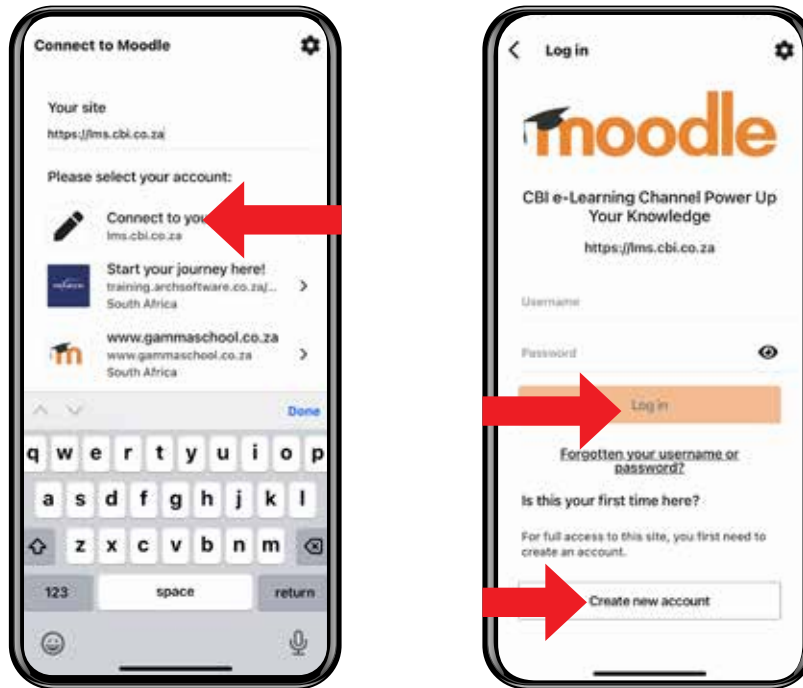 Connect to Moodle
Your site
https://lms.cbi.co.za
Please select your account:
Connect to you
lms.cbi.co.za
Start your journey here!
training.archsoftware.co.za/...
South Africa
www.gammaschool.co.za
www.gammaschool.co.za
South Africa
Done
q w e r t y u i o p
a s d f g h j k l
z x c v b n m
123 space return
Log in
moodle
CBI e-Learning Channel Power Up
Your Knowledge
https://lms.cbi.co.za
Username
Password
Log in
Forgotten your username or
password?
Is this your first time here?
For full access to this site, you first need to
create an account.
Create new account